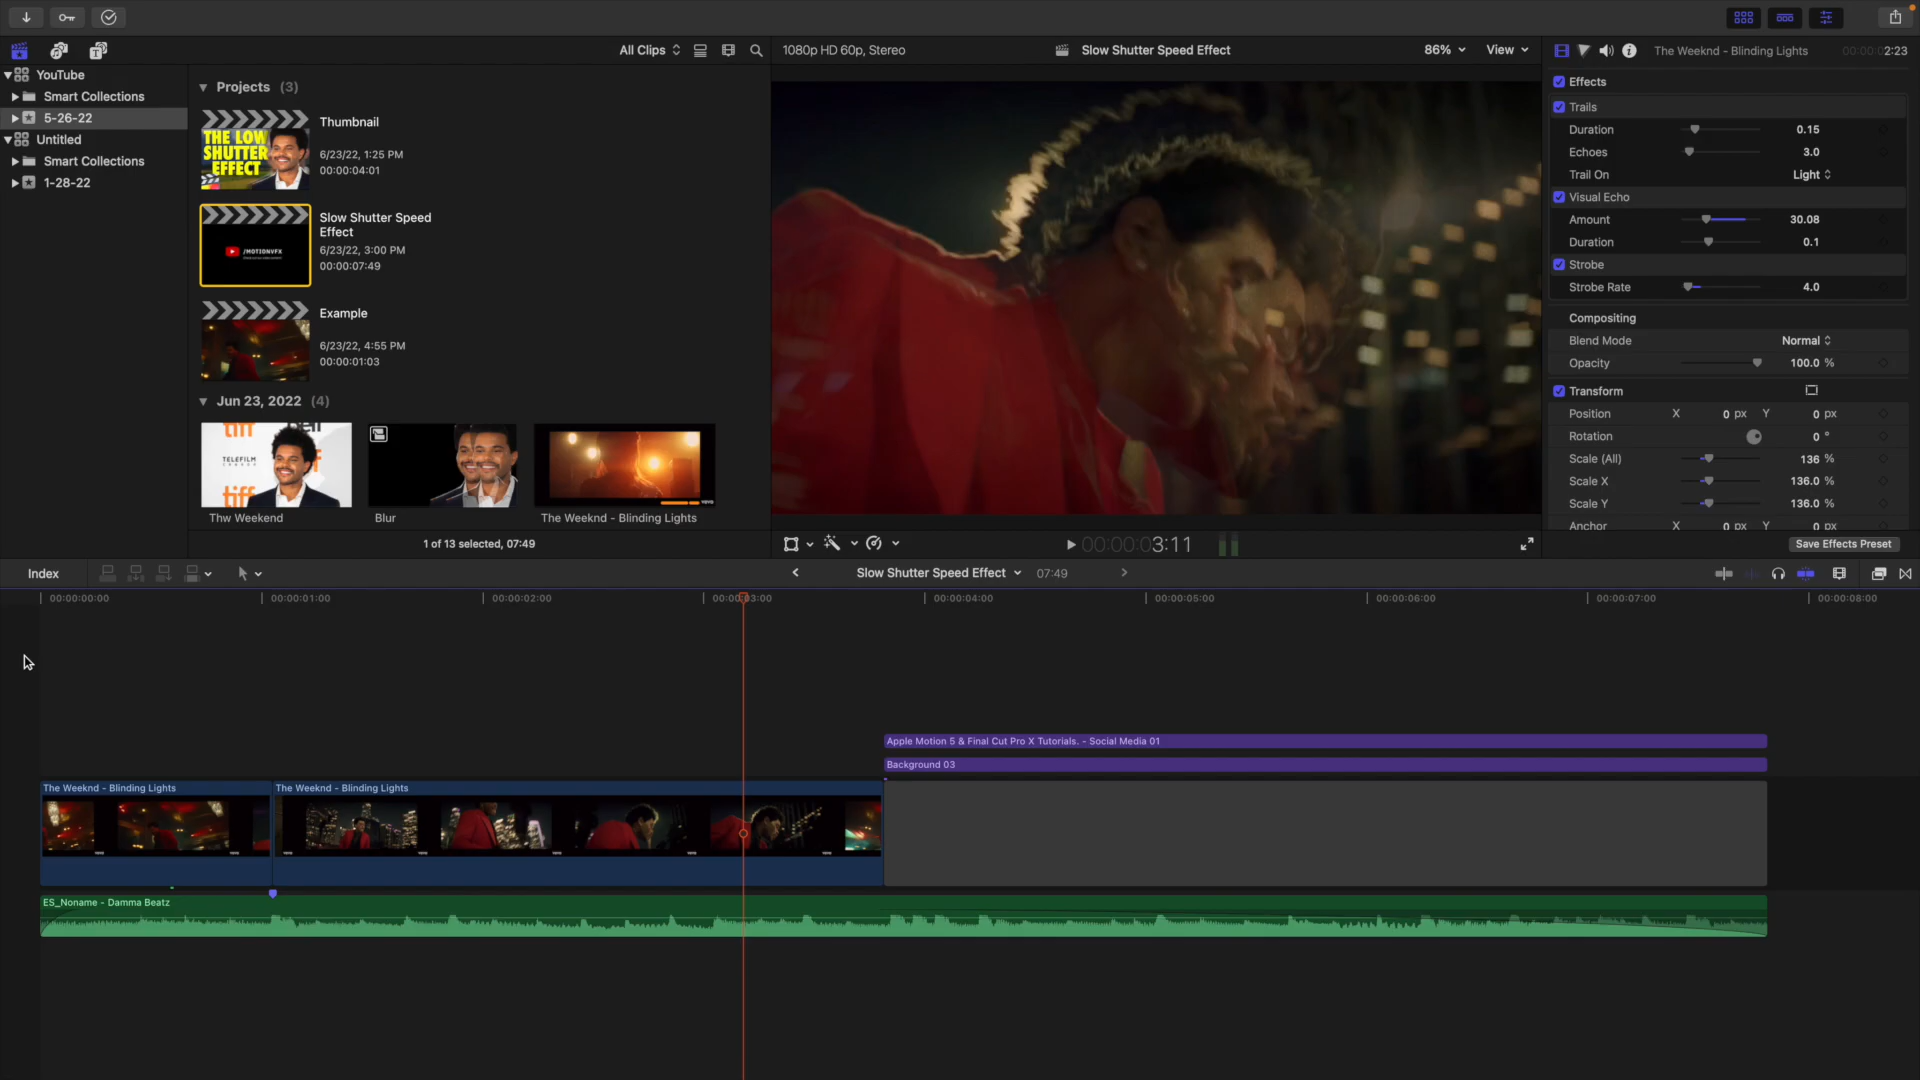 All Clips
1080p HD 60p, Stereo
Slow Shutter Speed Effect
86%
View
The Weeknd - Blinding Lights
00:00:02:23
YouTube
Smart Collections
5-26-22
Untitled
Smart Collections
1-28-22
Projects (3)
THE LOW
SHUTTER
EFFECT
Thumbnail
6/23/22, 1:25 PM
00:00:04:01
/MOTIONVFX
Slow Shutter Speed
Effect
6/23/22, 3:00 PM
00:00:07:49
Example
6/23/22, 4:55 PM
00:00:01:03
Jun 23, 2022 (4)
tiff
TELEFILM
tiff
vevo
Thw Weekend
Blur
The Weeknd - Blinding Lights
1 of 13 selected, 07:49
00:00:03:11
Effects
Trails
Duration 0.15
Echoes 3.0
Trail On Light
Visual Echo
Amount 30.08
Duration 0.1
Strobe
Strobe Rate 4.0
Compositing
Blend Mode Normal
Opacity 100.0 %
Transform
Position X 0 px Y 0 px
Rotation 0 °
Scale (All) 136 %
Scale X 136.0 %
Scale Y 136.0 %
Anchor X 0 px Y 0 px
Save Effects Preset
Index
Slow Shutter Speed Effect
07:49
00:00:00:00
00:00:01:00
00:00:02:00
00:00:03:00
00:00:04:00
00:00:05:00
00:00:06:00
00:00:07:00
00:00:08:00
Apple Motion 5 & Final Cut Pro X Tutorials. - Social Media 01
Background 03
The Weeknd - Blinding Lights
The Weeknd - Blinding Lights
ES_Noname - Damma Beatz